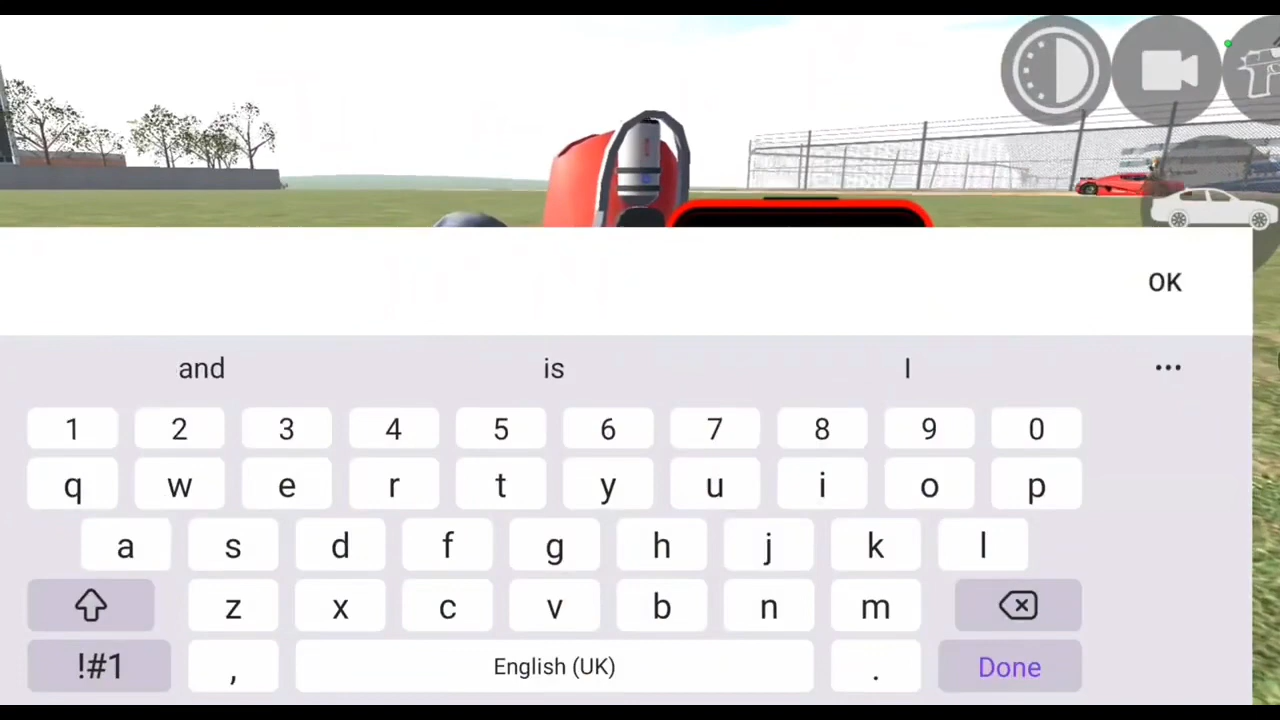 OK
and is I •••
1 2 3 4 5 6 7 8 9 0
q w e r t y u i o p
a s d f g h j k l
z x c v b n m
!#1 , English (UK) . Done